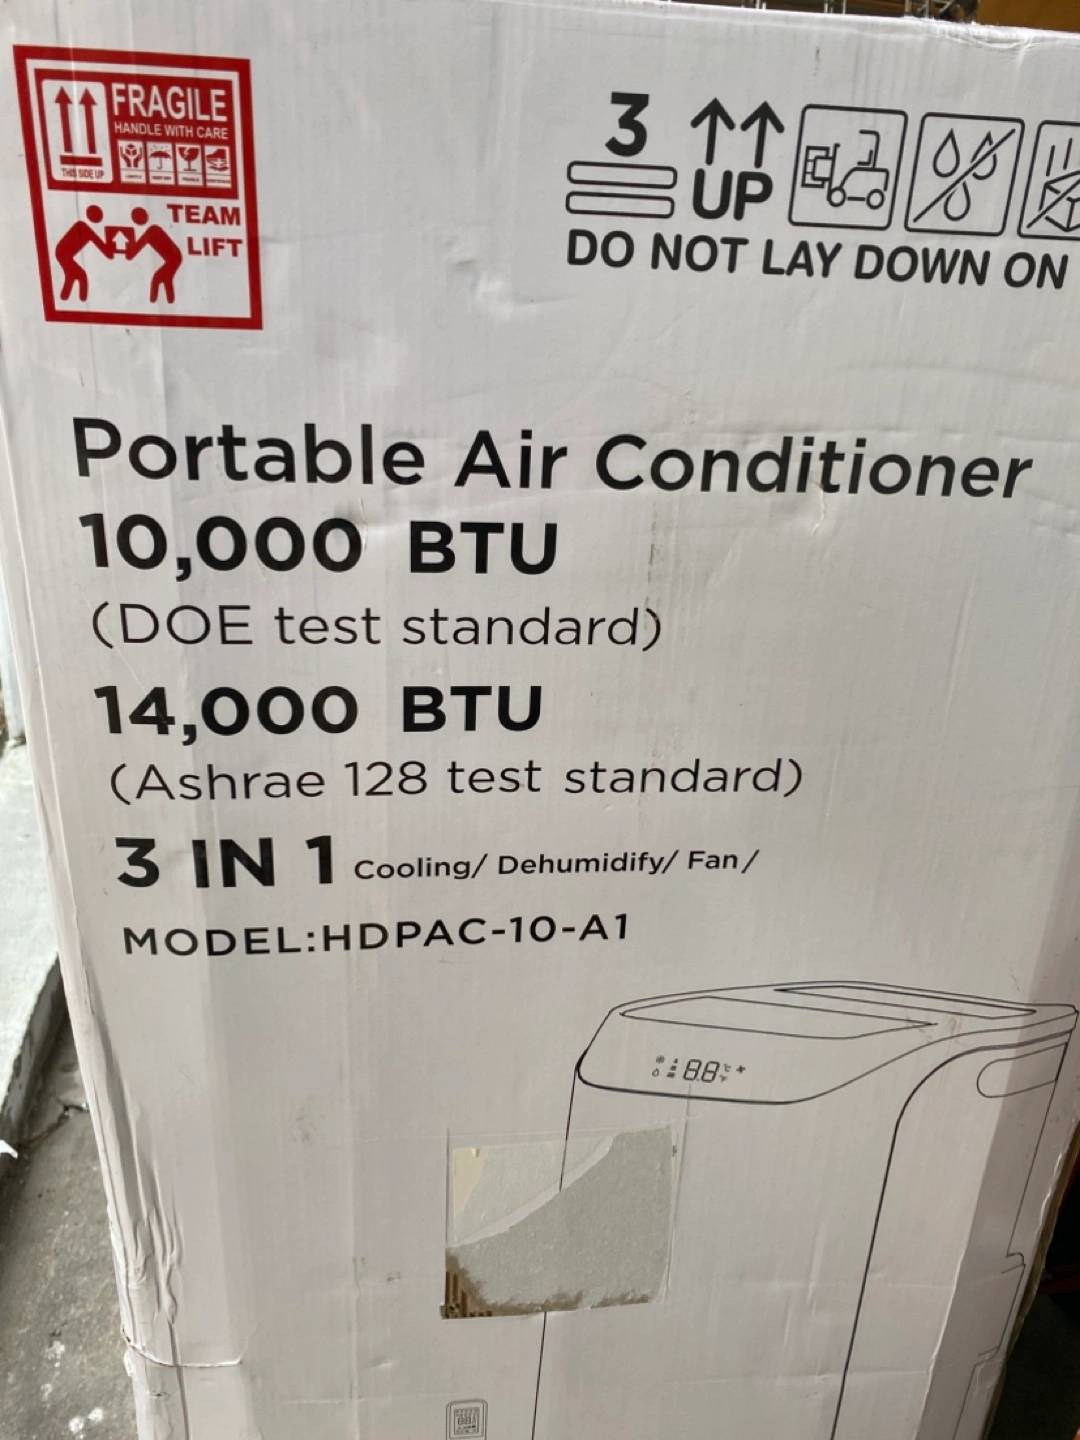 FRAGILE
HANDLE WITH CARE
THIS SIDE UP
TEAM
LIFT
3
UP
DO NOT LAY DOWN ON
Portable Air Conditioner
10,000 BTU
(DOE test standard)
14,000 BTU
(Ashrae 128 test standard)
3 IN 1 Cooling/ Dehumidify/ Fan/
MODEL:HDPAC-10-A1
88 °C
°F